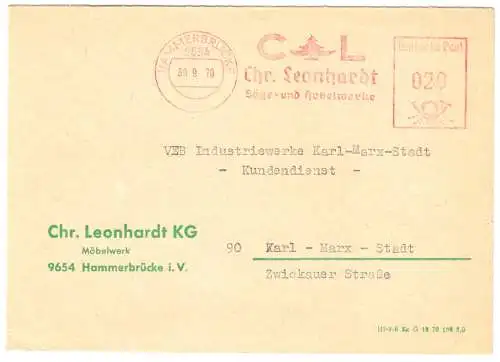 HAMMERBRÜCKE
9654
30.9.70
C L
Chr. Leonhardt
Säge- und Hobelwerke
Deutsche Post
020
VEB Industriewerke Karl-Marx-Stadt
- Kundendienst -
Chr. Leonhardt KG
Möbelwerk
9654 Hammerbrücke i. V.
90 Karl - Marx - Stadt
Zwickauer Straße